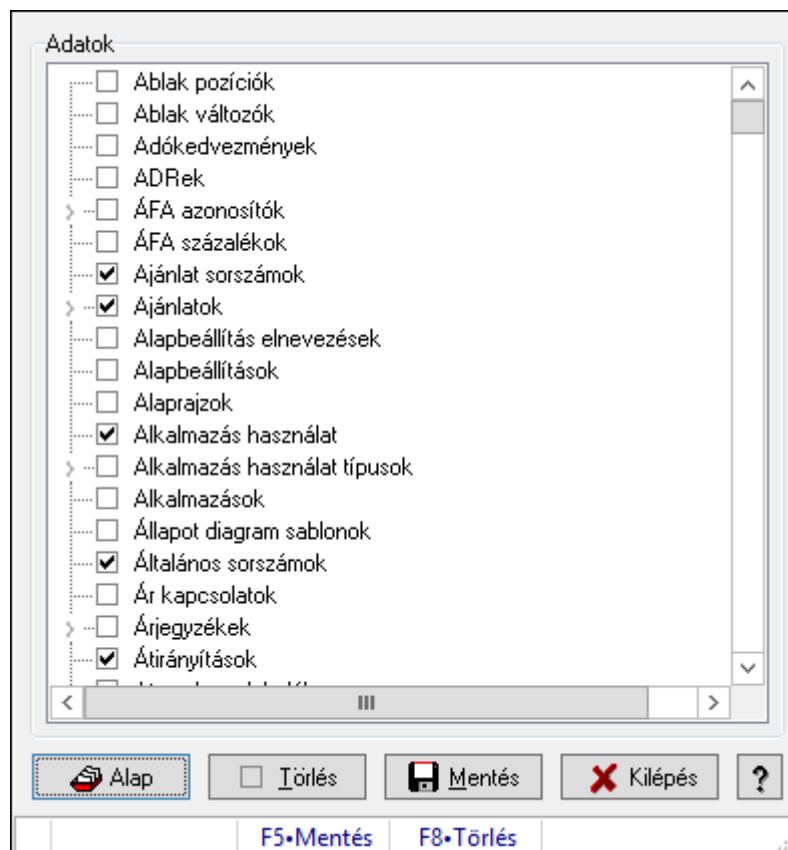 Adatok
Ablak pozíciók
Ablak változók
Adókedvezmények
ADRek
ÁFA azonosítók
ÁFA százalékok
Ajánlat sorszámok
Ajánlatok
Alapbeállítás elnevezések
Alapbeállítások
Alaprajzok
Alkalmazás használat
Alkalmazás használat típusok
Alkalmazások
Állapot diagram sablonok
Általános sorszámok
Ár kapcsolatok
Árjegyzékek
Átirányítások
Alap Törlés Mentés Kilépés ?
F5•Mentés F8•Törlés